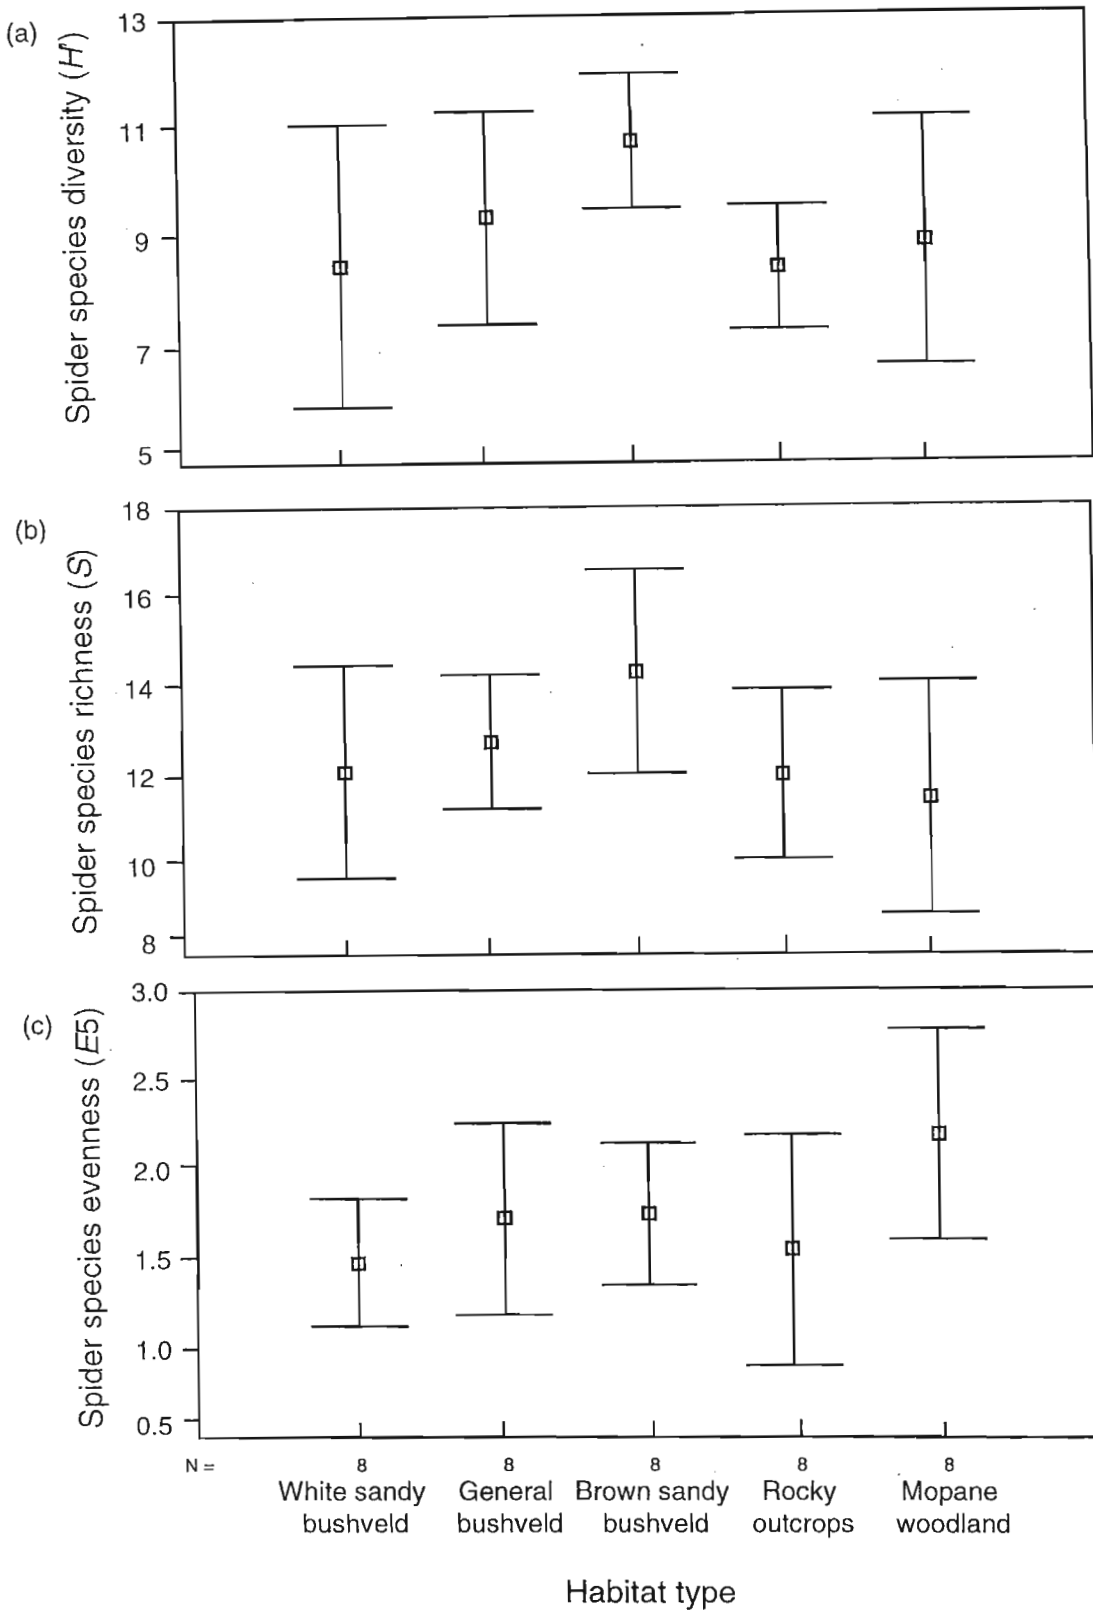 (a)
Spider species diversity (H')
13
11
9
7
5
(b)
Spider species richness (S)
18
16
14
12
10
8
(c)
Spider species evenness (E5)
3.0
2.5
2.0
1.5
1.0
0.5
N = 8 8 8 8 8
White sandy bushveld
General bushveld
Brown sandy bushveld
Rocky outcrops
Mopane woodland
Habitat type